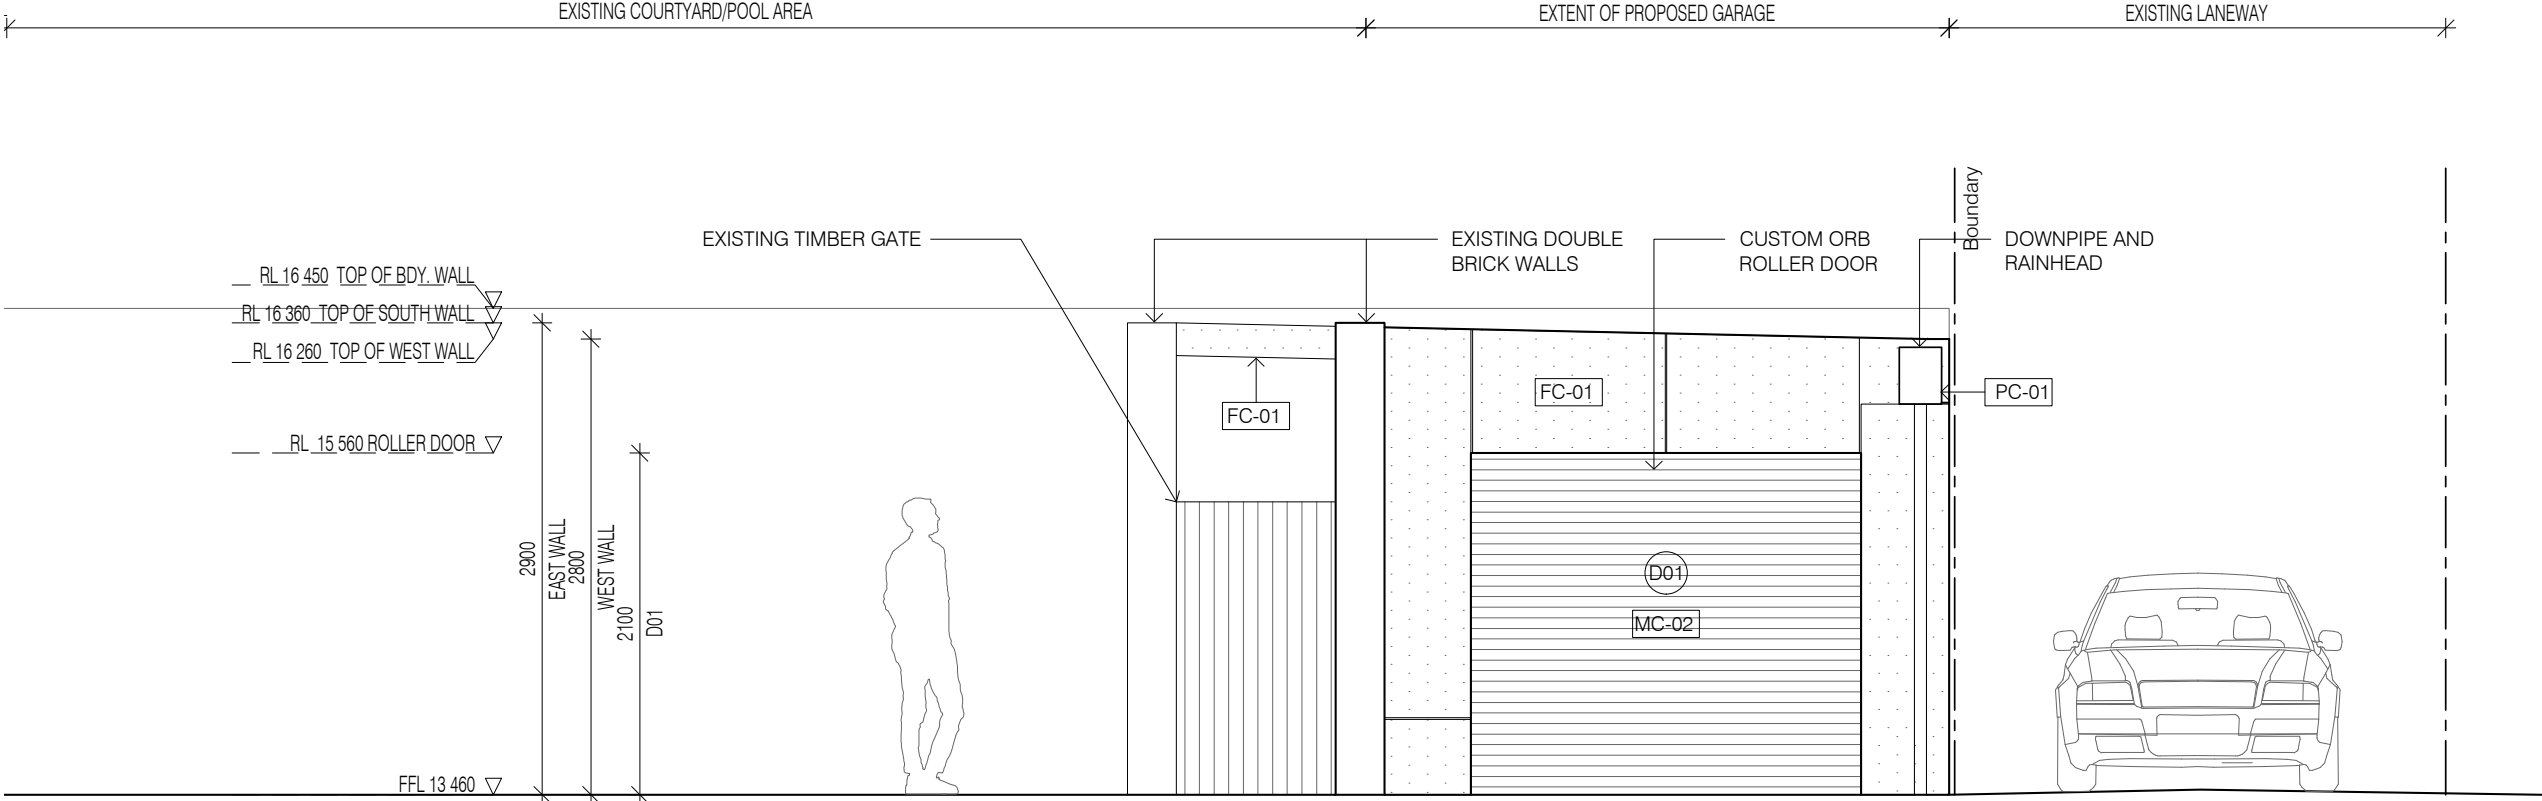 EXISTING COURTYARD/POOL AREA
EXTENT OF PROPOSED GARAGE
EXISTING LANEWAY
Boundary
EXISTING TIMBER GATE
EXISTING DOUBLE
BRICK WALLS
CUSTOM ORB
ROLLER DOOR
DOWNPIPE AND
RAINHEAD
RL 16 450 TOP OF BDY. WALL
RL 16 360 TOP OF SOUTH WALL
RL 16 260 TOP OF WEST WALL
FC-01
FC-01
PC-01
RL 15 560 ROLLER DOOR
2900
EAST WALL
2800
WEST WALL
2100
D01
D01
MC-02
FFL 13 460